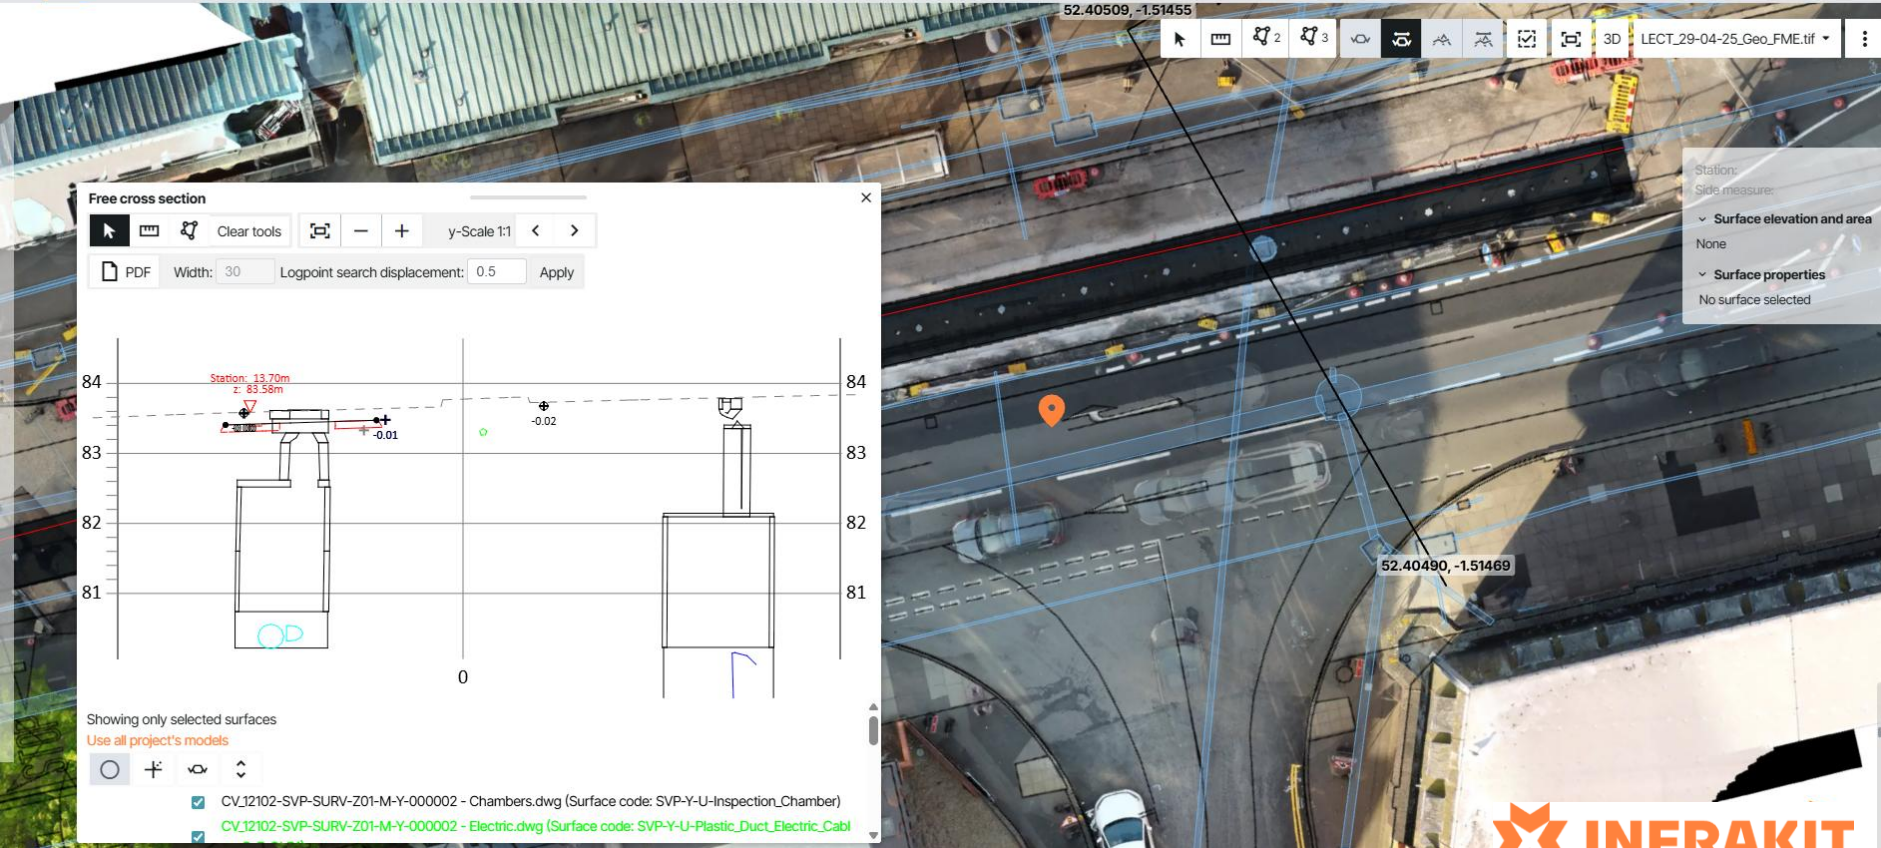 52.40509, -1.51455
2
3
3D
LECT_29-04-25_Geo_FME.tif
Station:
Side measure:
Surface elevation and area
None
Surface properties
No surface selected
Free cross section
Clear tools
y-Scale 1:1
PDF
Width: 30
Logpoint search displacement: 0.5
Apply
Station: 13.70m
z: 83.58m
84
84
-0.02
-0.01
83
83
82
82
81
81
0
52.40490, -1.51469
Showing only selected surfaces
Use all project's models
CV_12102-SVP-SURV-Z01-M-Y-000002 - Chambers.dwg (Surface code: SVP-Y-U-Inspection_Chamber)
CV_12102-SVP-SURV-Z01-M-Y-000002 - Electric.dwg (Surface code: SVP-Y-U-Plastic_Duct_Electric_Cabl
INFRAKIT